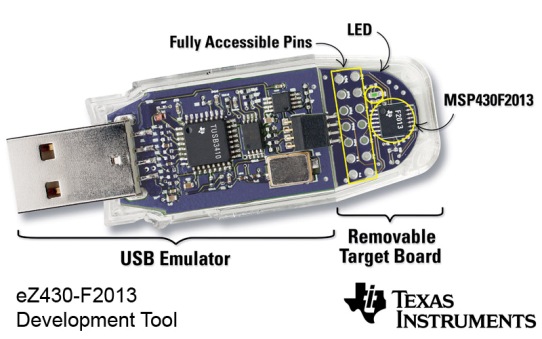 LED
Fully Accessible Pins
MSP430F2013
TUSB3410
F2013
USB Emulator
Removable
Target Board
eZ430-F2013
Development Tool
TEXAS
INSTRUMENTS